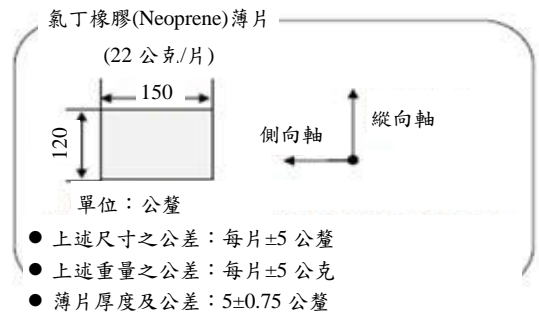 氯丁橡膠(Neoprene)薄片
(22 公克/片)
150
120
側向軸
縱向軸
單位：公釐
● 上述尺寸之公差：每片±5 公釐
● 上述重量之公差：每片±5 公克
● 薄片厚度及公差：5±0.75 公釐